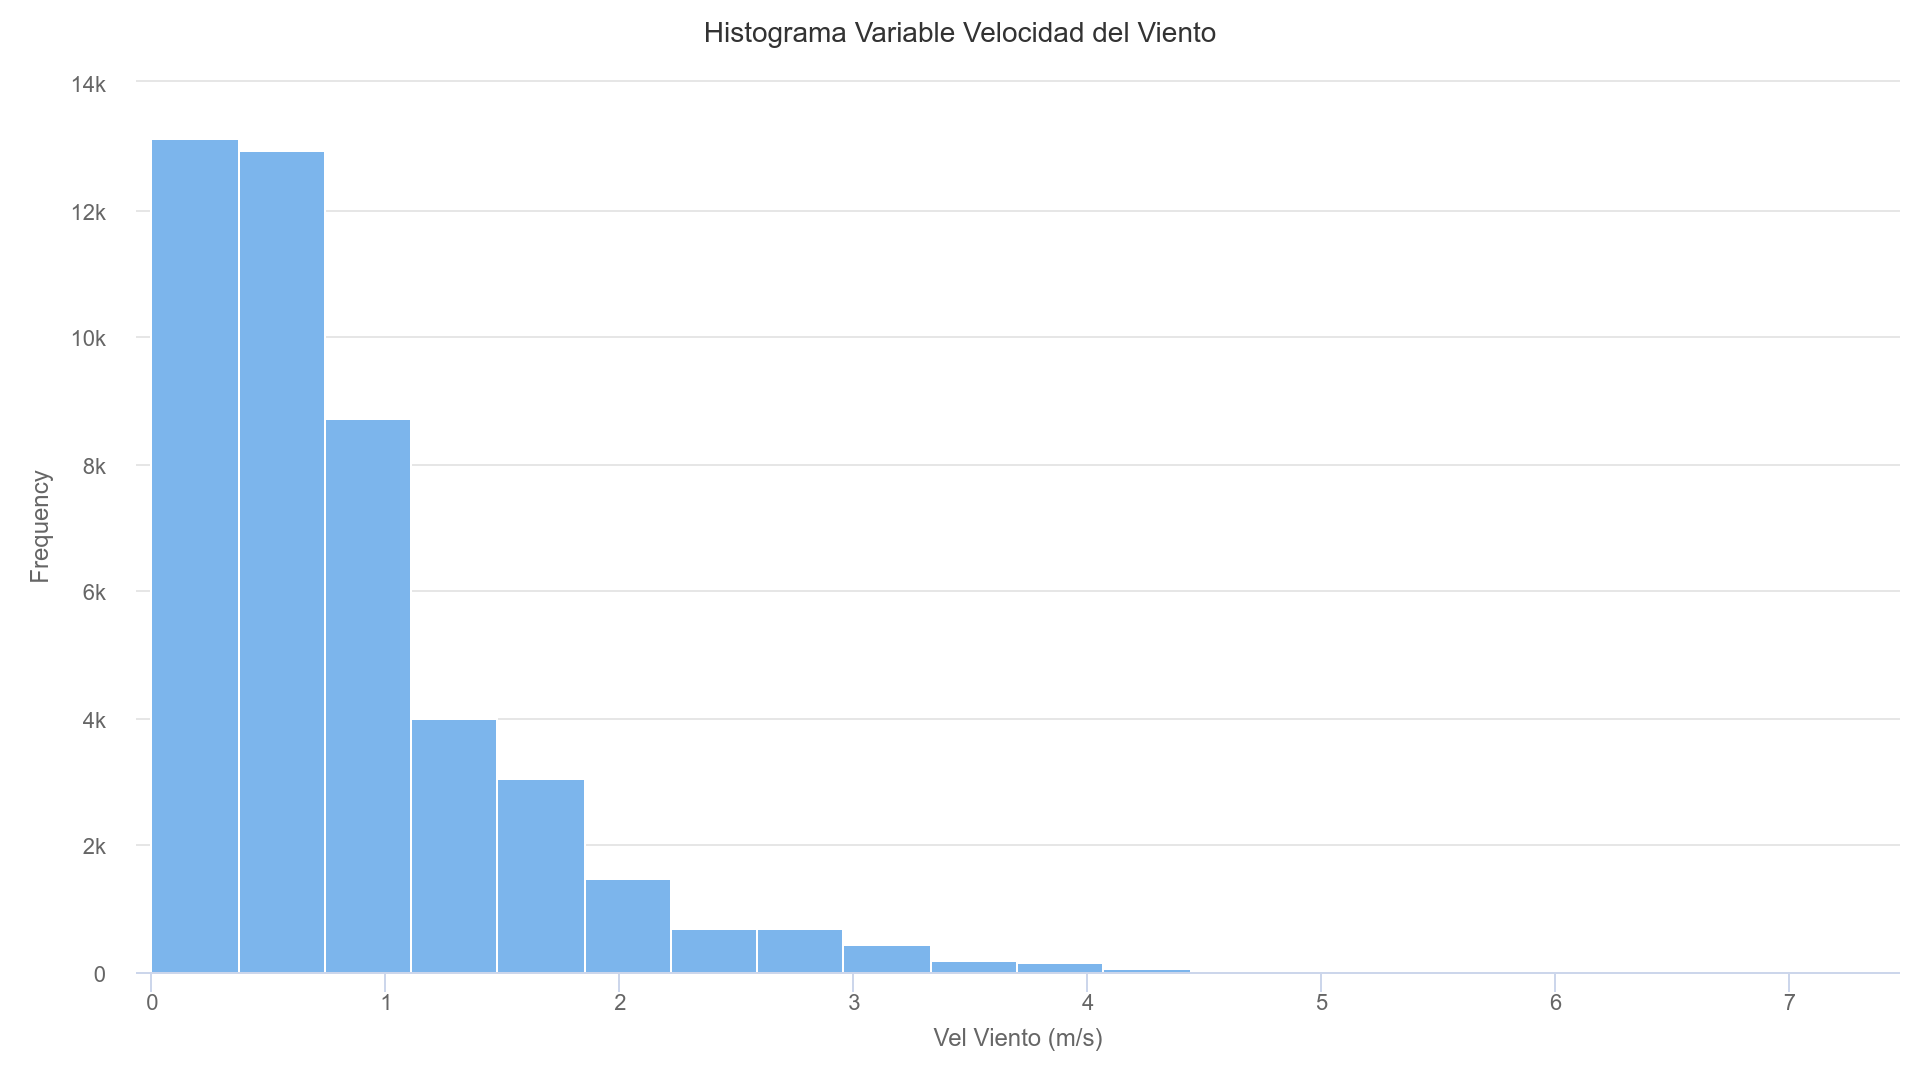 Histograma Variable Velocidad del Viento
14k
12k
10k
8k
6k
4k
2k
0
Frequency
0 1 2 3 4 5 6 7
Vel Viento (m/s)